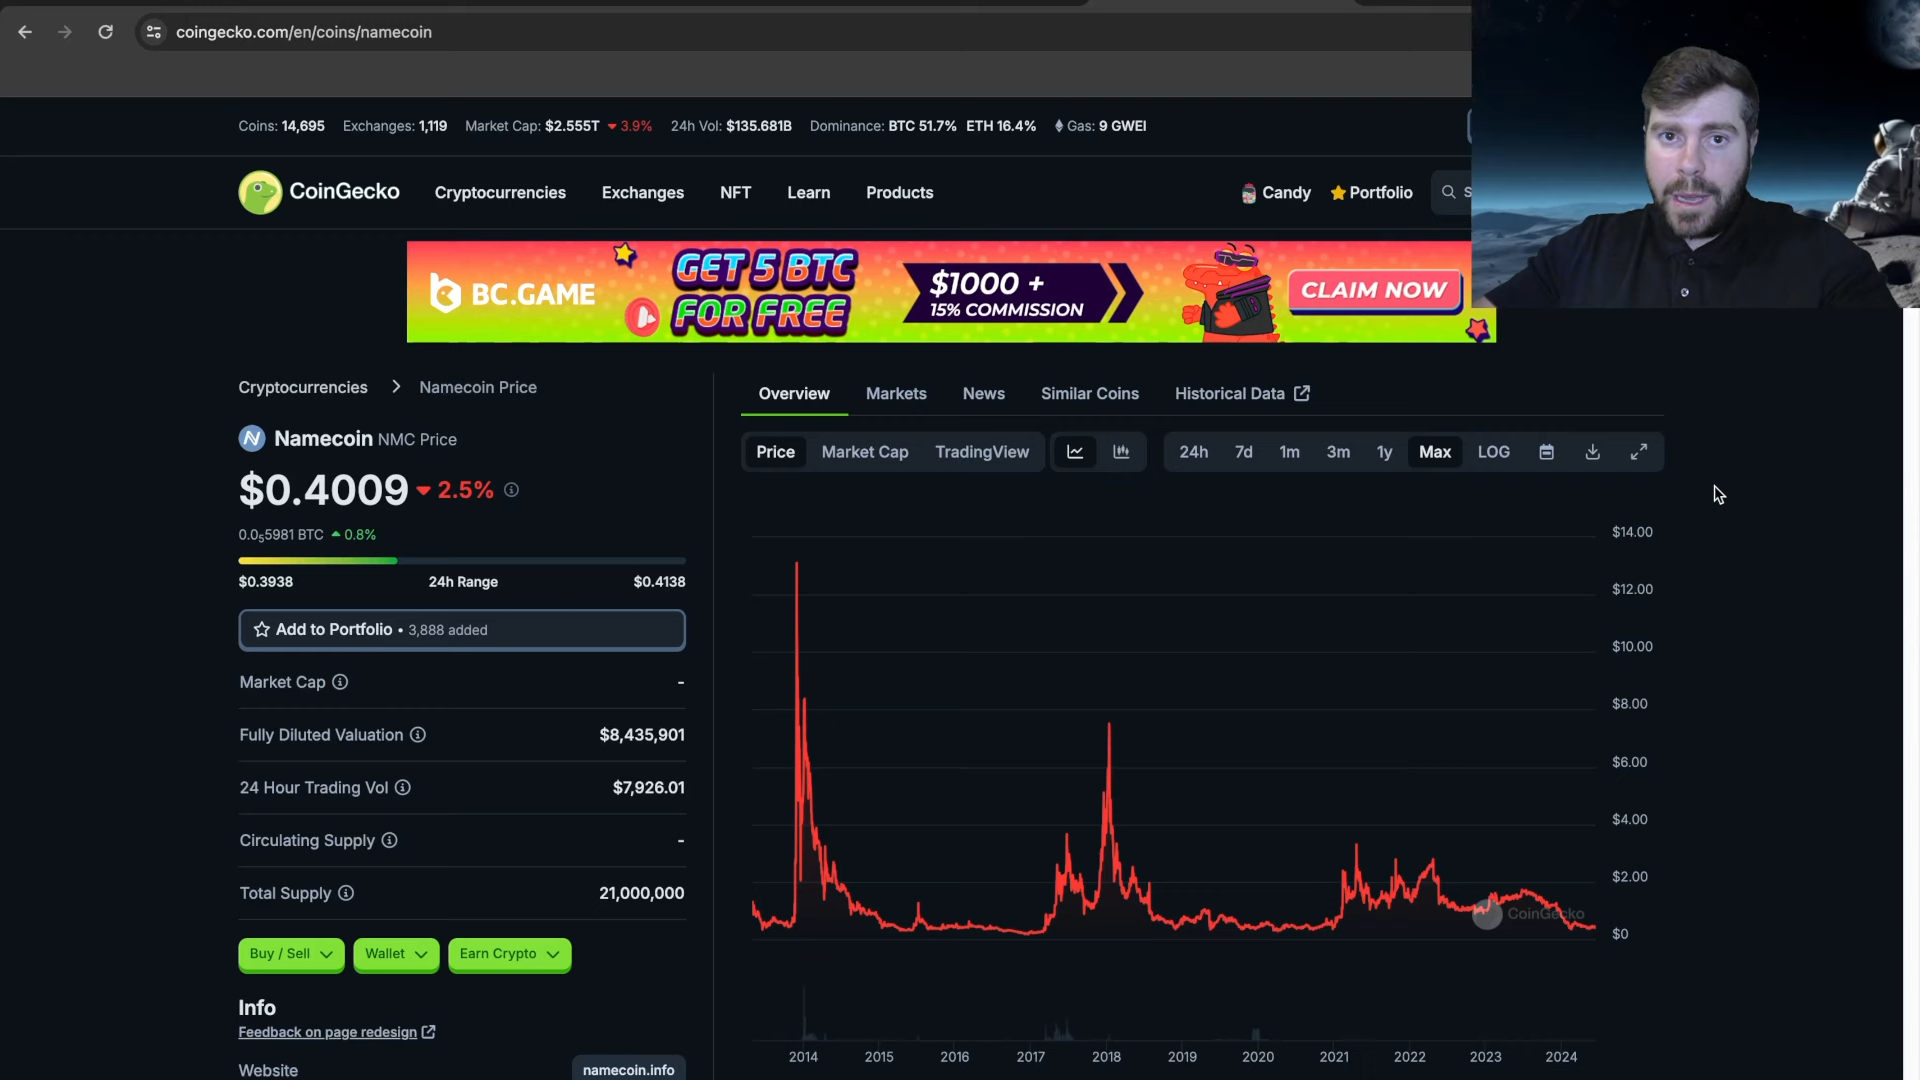 coingecko.com/en/coins/namecoin
Coins: 14,695 Exchanges: 1,119 Market Cap: $2.555T 3.9% 24h Vol: $135.681B Dominance: BTC 51.7% ETH 16.4% Gas: 9 GWEI
CoinGecko Cryptocurrencies Exchanges NFT Learn Products Candy Portfolio S
BC.GAME
GET 5 BTC
FOR FREE
$1000 +
15% COMMISSION
CLAIM NOW
Cryptocurrencies > Namecoin Price
Namecoin NMC Price
$0.4009 2.5%
0.0₅5981 BTC 0.8%
$0.3938 24h Range $0.4138
Add to Portfolio • 3,888 added
Market Cap -
Fully Diluted Valuation $8,435,901
24 Hour Trading Vol $7,926.01
Circulating Supply -
Total Supply 21,000,000
Buy / Sell Wallet Earn Crypto
Info
Feedback on page redesign
Website namecoin.info
Overview Markets News Similar Coins Historical Data
Price Market Cap TradingView 24h 7d 1m 3m 1y Max LOG
$14.00
$12.00
$10.00
$8.00
$6.00
$4.00
$2.00
CoinGecko
$0
2014 2015 2016 2017 2018 2019 2020 2021 2022 2023 2024